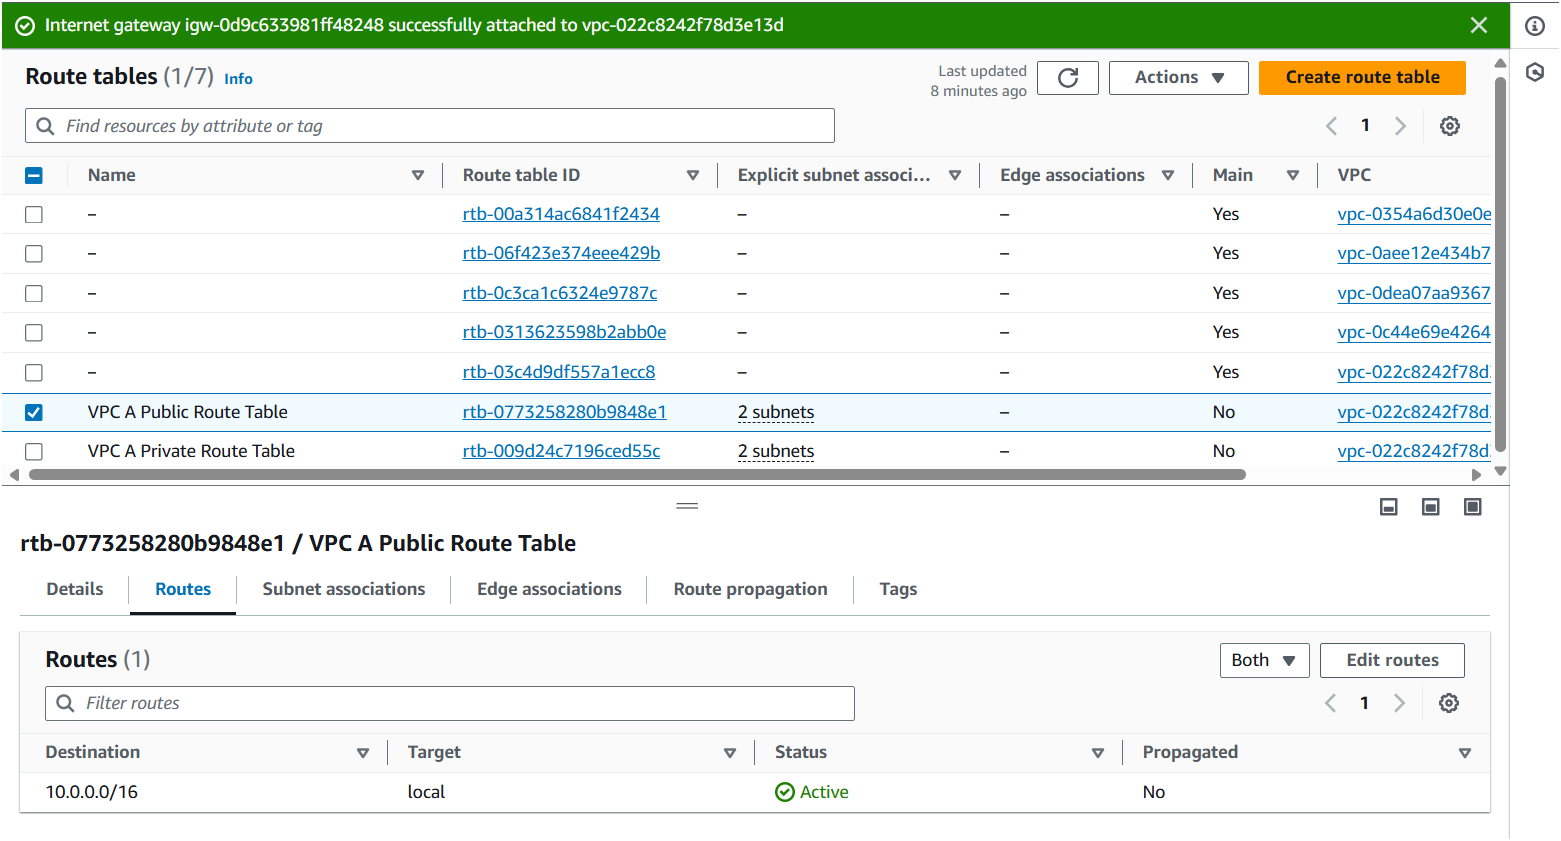 Internet gateway igw-0d9c633981ff48248 successfully attached to vpc-022c8242f78d3e13d
Route tables (1/7) Info
Last updated
8 minutes ago
Actions
Create route table
Find resources by attribute or tag
1
Name Route table ID Explicit subnet associ... Edge associations Main VPC
– rtb-00a314ac6841f2434 – – Yes vpc-0354a6d30e0e
– rtb-06f423e374eee429b – – Yes vpc-0aee12e434b7
– rtb-0c3ca1c6324e9787c – – Yes vpc-0dea07aa9367
– rtb-0313623598b2abb0e – – Yes vpc-0c44e69e4264
– rtb-03c4d9df557a1ecc8 – – Yes vpc-022c8242f78d
VPC A Public Route Table rtb-0773258280b9848e1 2 subnets – No vpc-022c8242f78d
VPC A Private Route Table rtb-009d24c7196ced55c 2 subnets – No vpc-022c8242f78d
rtb-0773258280b9848e1 / VPC A Public Route Table
Details Routes Subnet associations Edge associations Route propagation Tags
Routes (1)
Both
Edit routes
Filter routes
1
Destination Target Status Propagated
10.0.0.0/16 local Active No